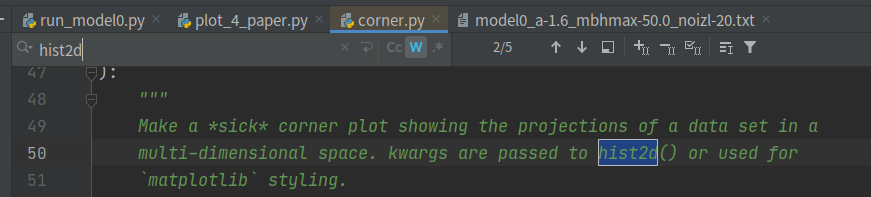 run_model0.py × plot_4_paper.py × corner.py × model0_a-1.6_mbhmax-50.0_noizl-20.txt ×
hist2d × Cc W .* 2/5
47 ):
48 """
49 Make a *sick* corner plot showing the projections of a data set in a
50 multi-dimensional space. kwargs are passed to hist2d() or used for
51 `matplotlib` styling.